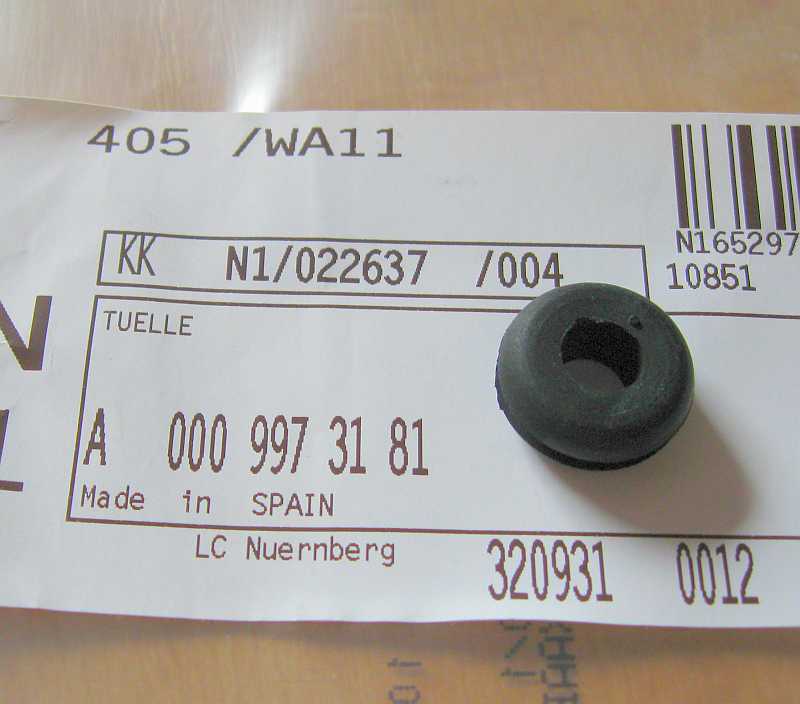 405 /WA11
N165297
10851
KK N1/022637 /004
TUELLE
A 000 997 31 81
Made in SPAIN
LC Nuernberg
320931 0012
N